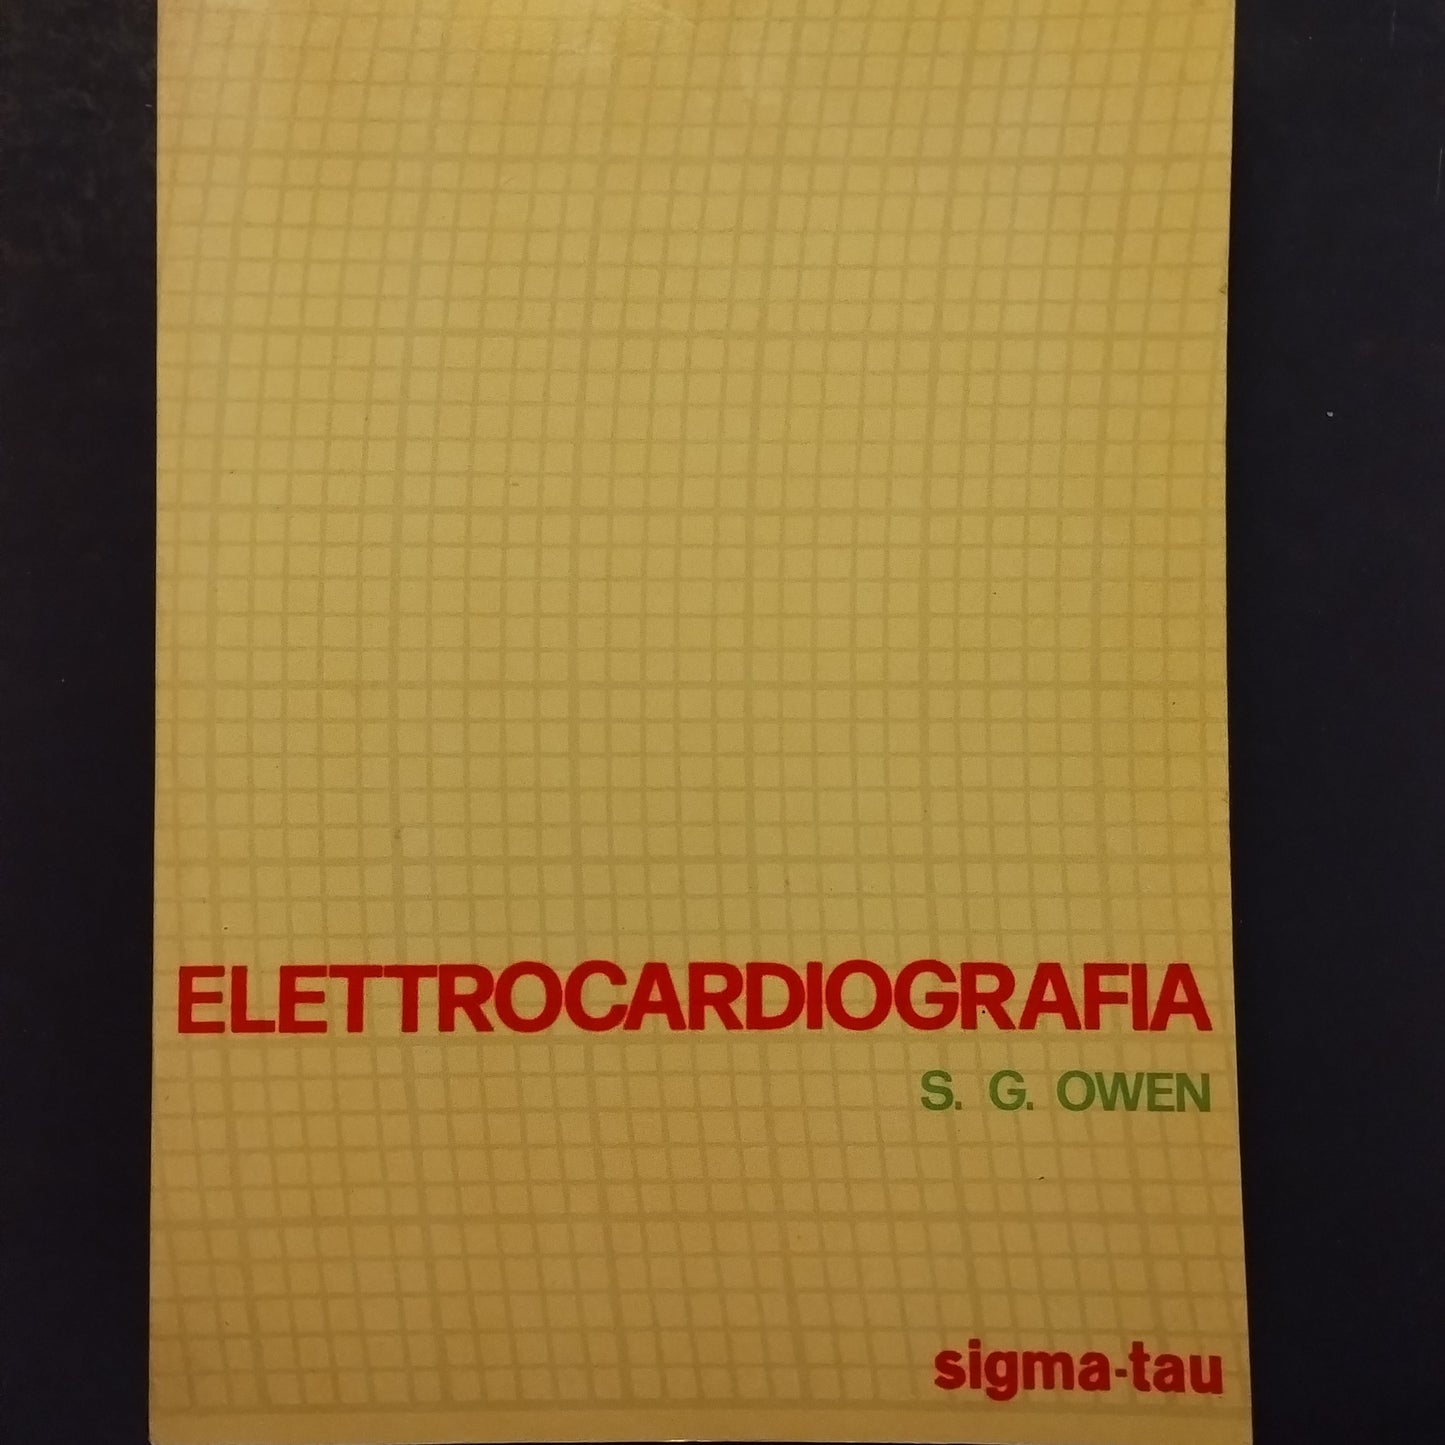 ELETTROCARDIOGRAFIA
S. G. OWEN
sigma-tau